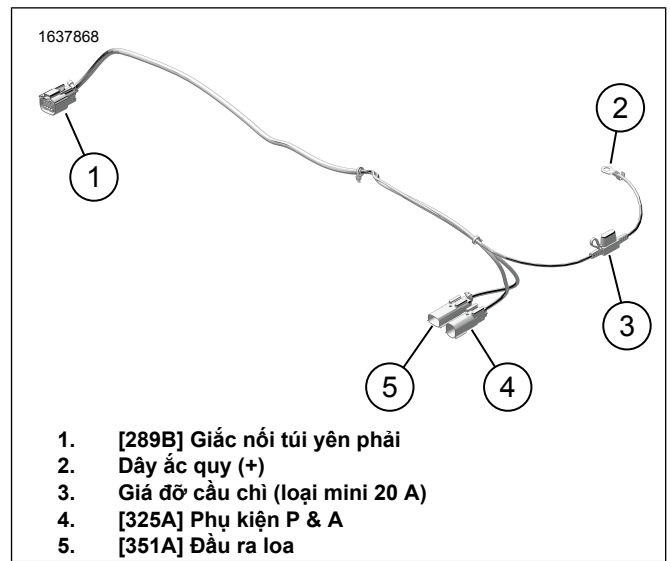 1637868
1
2
3
5
4
1. [289B] Giắc nối túi yên phải
2. Dây ắc quy (+)
3. Giá đỡ cầu chì (loại mini 20 A)
4. [325A] Phụ kiện P & A
5. [351A] Đầu ra loa